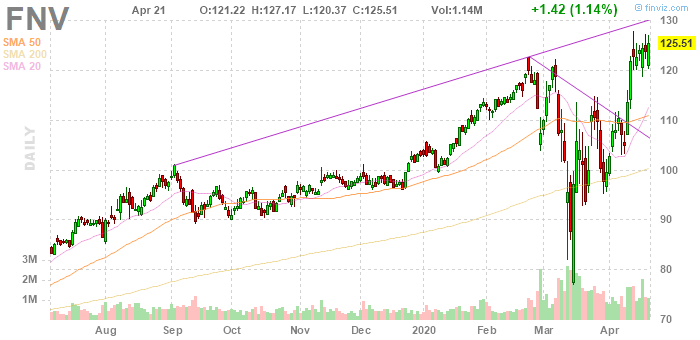 FNV
Apr 21
O:121.22 H:127.17 L:120.37 C:125.51
Vol:1.14M
+1.42 (1.14%)
© finviz.com
SMA 50
SMA 200
SMA 20
DAILY
130
125.51
120
110
100
90
80
70
3M
2M
1M
Aug
Sep
Oct
Nov
Dec
2020
Feb
Mar
Apr